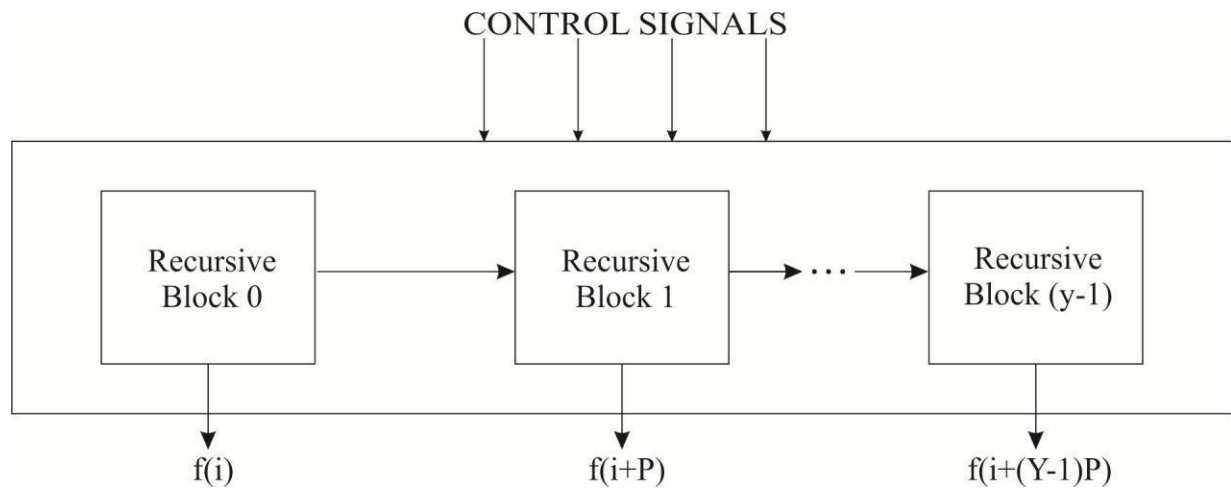 CONTROL SIGNALS
Recursive
Block 0
Recursive
Block 1
...
Recursive
Block (y-1)
f(i)
f(i+P)
f(i+(Y-1)P)